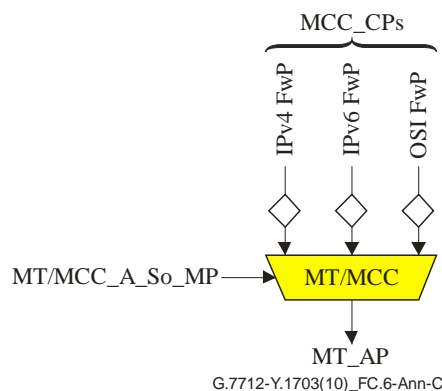 MCC_CPs
IPv4 FwP
IPv6 FwP
OSI FwP
MT/MCC_A_So_MP
MT/MCC
MT_AP
G.7712-Y.1703(10)_FC.6-Ann-C